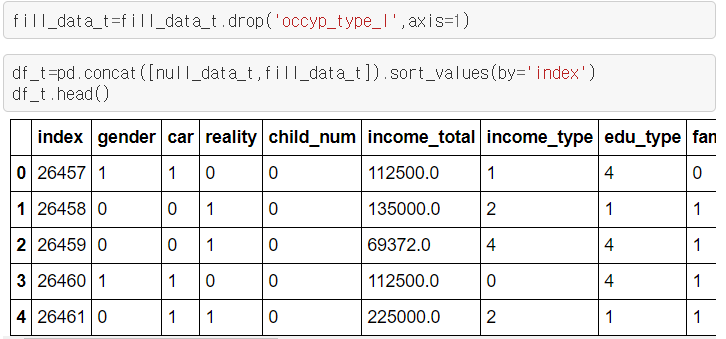 fill_data_t=fill_data_t.drop('occyp_type_l',axis=1)
df_t=pd.concat([null_data_t,fill_data_t]).sort_values(by='index')
df_t.head()
index gender car reality child_num income_total income_type edu_type fan
0 26457 1 1 0 0 112500.0 1 4 0
1 26458 0 0 1 0 135000.0 2 1 1
2 26459 0 0 1 0 69372.0 4 4 1
3 26460 1 1 0 0 112500.0 0 4 1
4 26461 0 1 1 0 225000.0 2 1 1